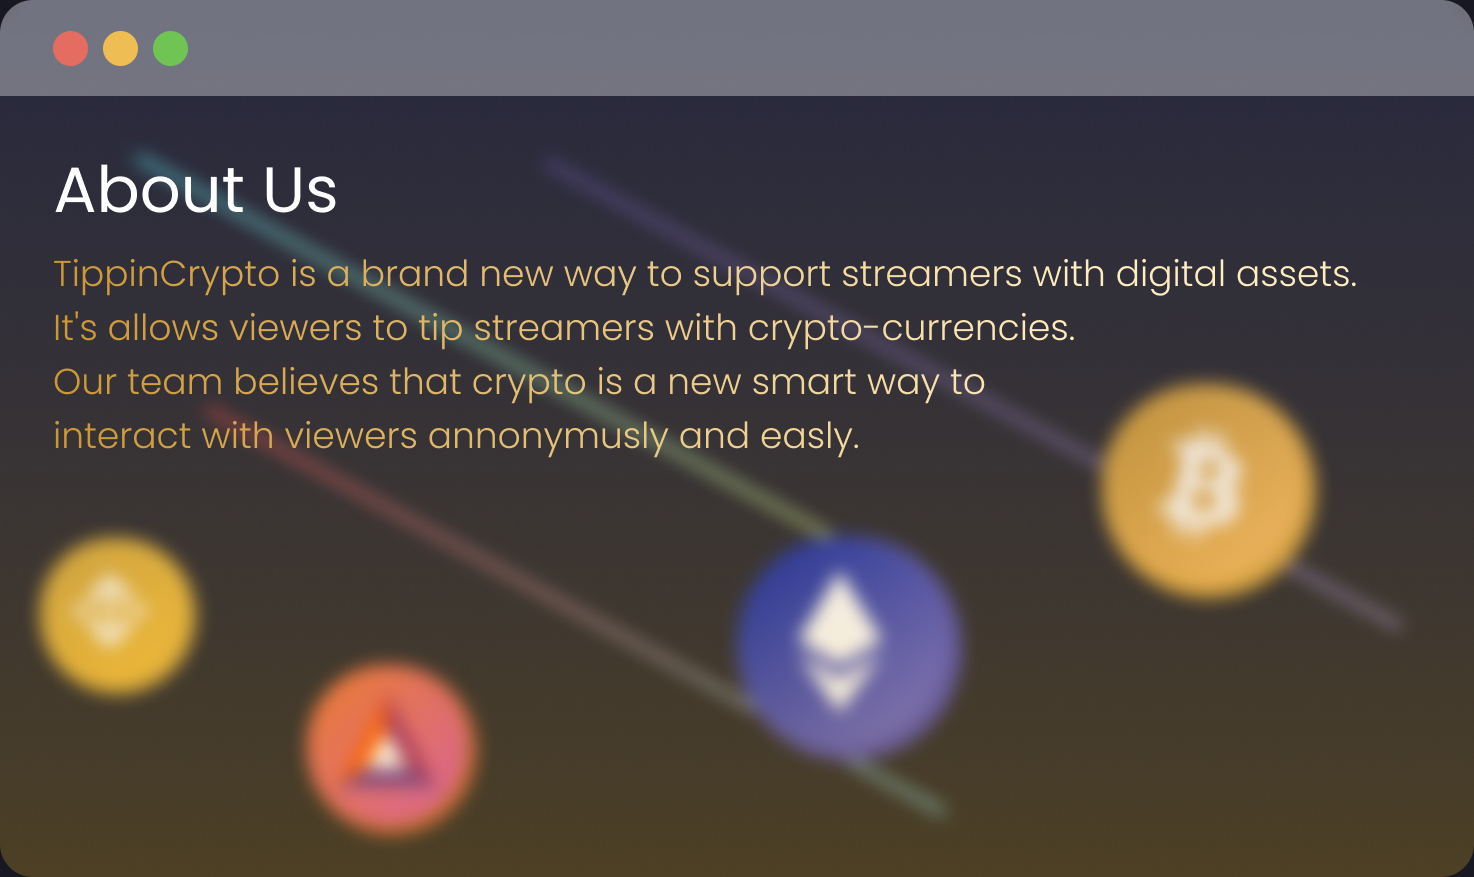 About Us
TippinCrypto is a brand new way to support streamers with digital assets.
It's allows viewers to tip streamers with crypto-currencies.
Our team believes that crypto is a new smart way to
interact with viewers annonymusly and easly.